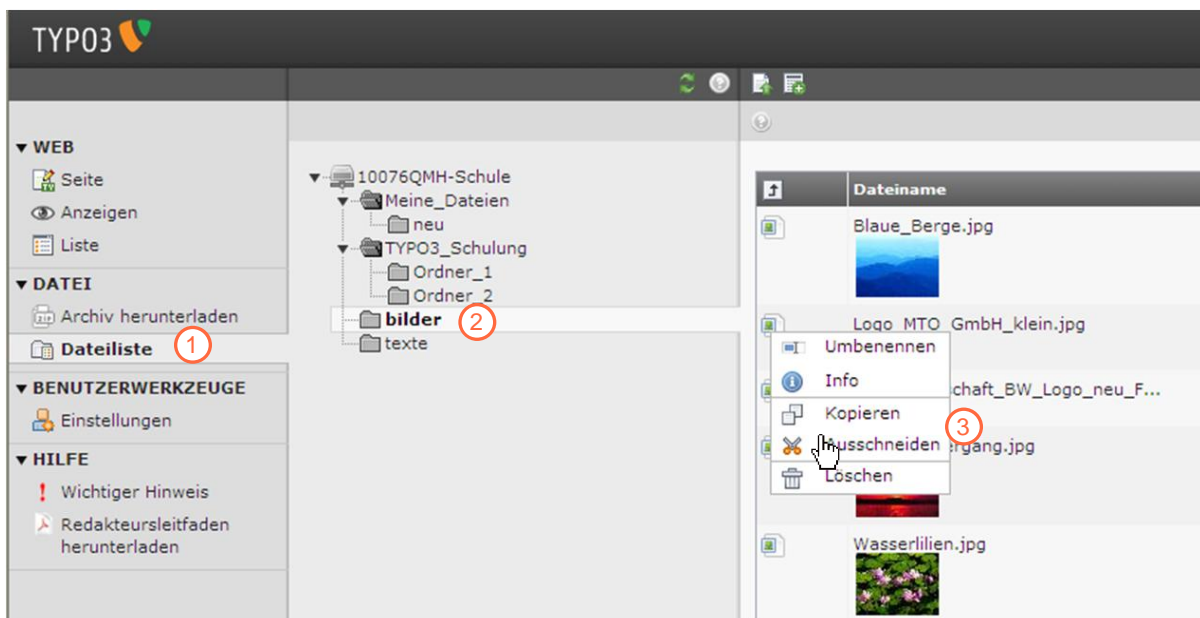 TYPO3
WEB
Seite
Anzeigen
Liste
DATEI
Archiv herunterladen
Dateiliste
1
BENUTZERWERKZEUGE
Einstellungen
HILFE
Wichtiger Hinweis
Redakteursleitfaden
herunterladen
10076QMH-Schule
Meine_Dateien
neu
TYPO3_Schulung
Ordner_1
Ordner_2
bilder
2
texte
Dateiname
Blaue_Berge.jpg
Logo_MTO_GmbH_klein.jpg
Umbenennen
Info
chaft_BW_Logo_neu_F...
Kopieren
3
Ausschneiden
rgang.jpg
Löschen
Wasserlilien.jpg